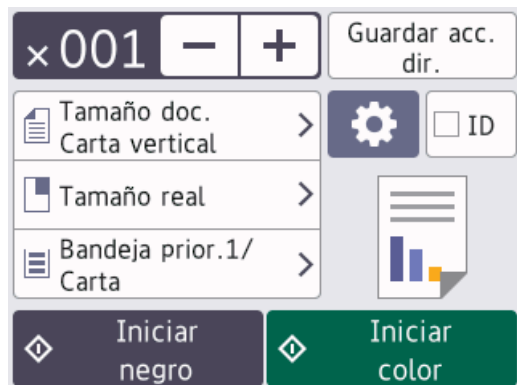 ×001
Guardar acc.
dir.
Tamaño doc.
Carta vertical
ID
Tamaño real
Bandeja prior.1/
Carta
Iniciar
negro
Iniciar
color